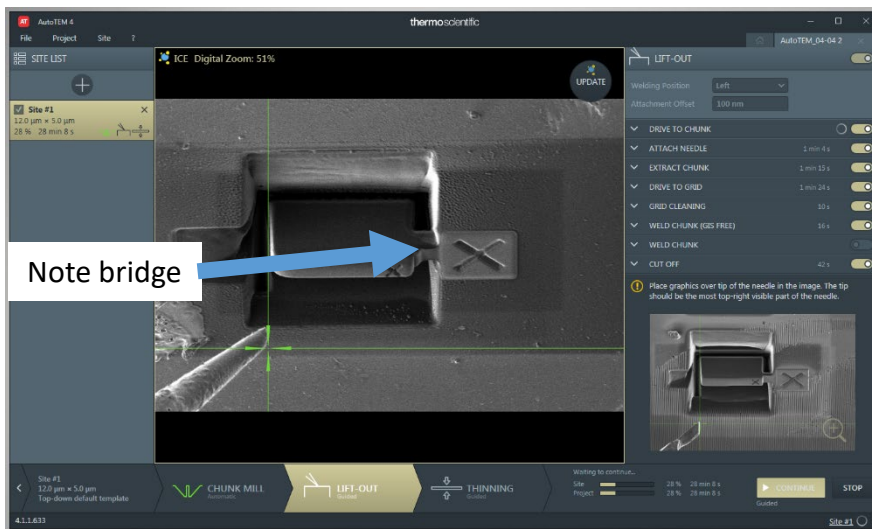 AT AutoTEM 4
thermo scientific
File Project Site ?
AutoTEM_04-04 2
SITE LIST
Site #1
12.0 µm × 5.0 µm
28 % 28 min 8 s
ICE Digital Zoom: 51%
UPDATE
Note bridge
LIFT-OUT
Welding Position Left
Attachment Offset 100 nm
DRIVE TO CHUNK
ATTACH NEEDLE 1 min 4 s
EXTRACT CHUNK 1 min 15 s
DRIVE TO GRID 1 min 24 s
GRID CLEANING 10 s
WELD CHUNK (GIS FREE) 16 s
WELD CHUNK
CUT OFF 42 s
Place graphics over tip of the needle in the image. The tip
should be the most top-right visible part of the needle.
Site #1
12.0 µm × 5.0 µm
Top-down default template
CHUNK MILL
Automatic
LIFT-OUT
Guided
THINNING
Guided
Waiting to continue...
Site 28 % 28 min 8 s
Project 28 % 28 min 8 s
CONTINUE
Guided
STOP
4.1.1.633
Site #1